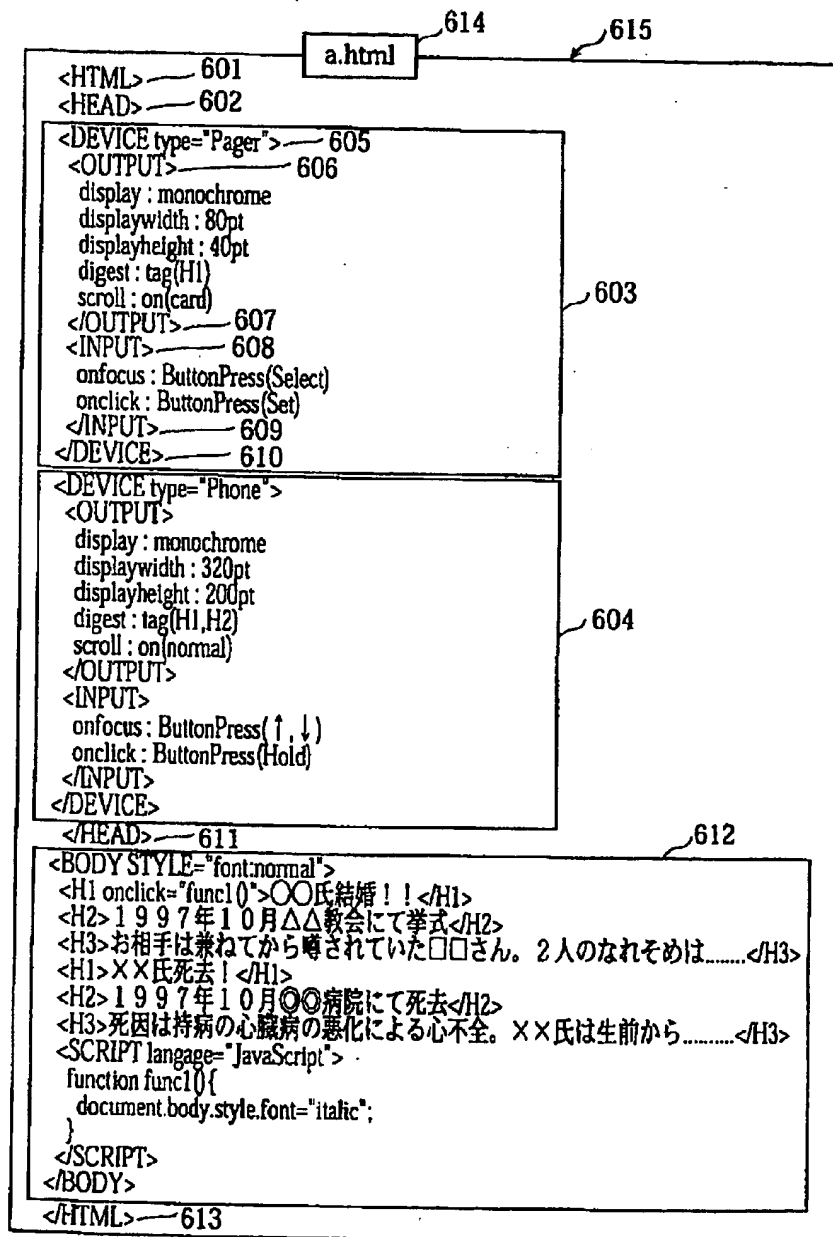 614
615
a.html
<HTML> 601
<HEAD> 602
<DEVICE type="Pager"> 605
<OUTPUT> 606
display : monochrome
displaywidth : 80pt
displayheight : 40pt
digest : tag(H1)
scroll : on(card)
603
</OUTPUT> 607
<INPUT> 608
onfocus : ButtonPress(Select)
onclick : ButtonPress(Set)
</INPUT> 609
</DEVICE> 610
<DEVICE type="Phone">
<OUTPUT>
display : monochrome
displaywidth : 320pt
displayheight : 200pt
digest : tag(H1,H2)
scroll : on(normal)
604
</OUTPUT>
<INPUT>
onfocus : ButtonPress(↑,↓)
onclick : ButtonPress(Hold)
</INPUT>
</DEVICE>
</HEAD> 611
612
<BODY STYLE="font:normal">
<H1 onclick="func1()">○○氏結婚！！</H1>
<H2>１９９７年１０月△△教会にて挙式</H2>
<H3>お相手は兼ねてから噂されていた□□さん。２人のなれそめは........</H3>
<H1>××氏死去！</H1>
<H2>１９９７年１０月◎◎病院にて死去</H2>
<H3>死因は持病の心臓病の悪化による心不全。××氏は生前から..........</H3>
<SCRIPT langage="JavaScript">
function func1(){
document.body.style.font="italic";
}
</SCRIPT>
</BODY>
</HTML> 613